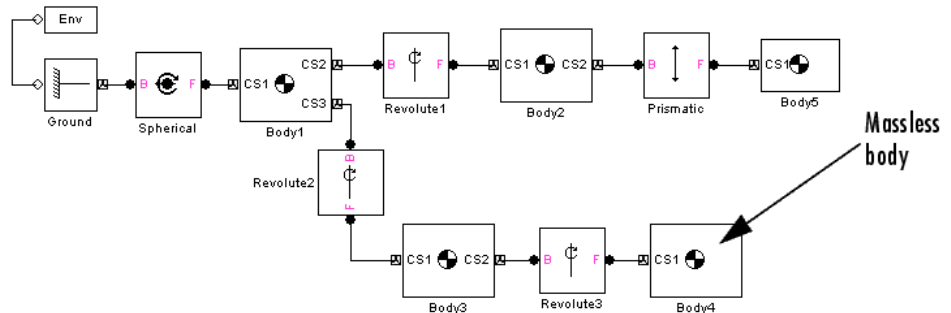 Env
Ground
B F
Spherical
CS1 CS2 CS3
Body1
B F
Revolute1
CS1 CS2
Body2
B F
Prismatic
CS1
Body5
Massless
body
B
F
Revolute2
CS1 CS2
Body3
B F
Revolute3
CS1
Body4